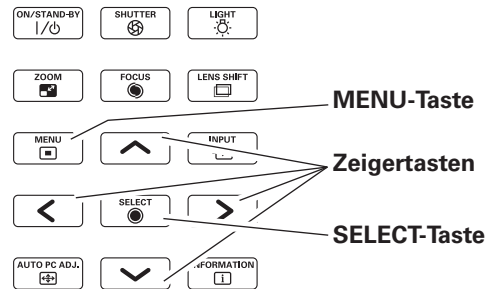 ON/STAND-BY SHUTTER LIGHT
ZOOM FOCUS LENS SHIFT
MENU-Taste
MENU INPUT
Zeigertasten
SELECT
SELECT-Taste
AUTO PC ADJ. INFORMATION